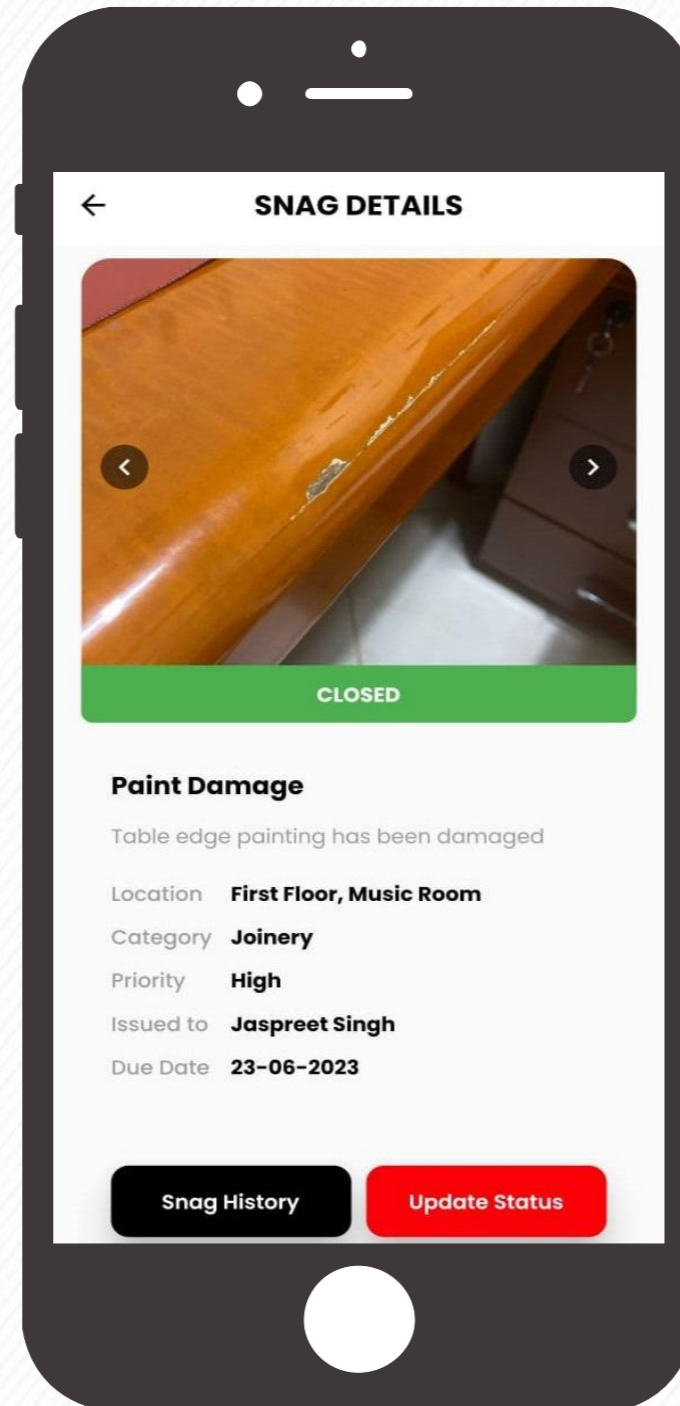 SNAG DETAILS
CLOSED
Paint Damage
Table edge painting has been damaged
Location First Floor, Music Room
Category Joinery
Priority High
Issued to Jaspreet Singh
Due Date 23-06-2023
Snag History Update Status